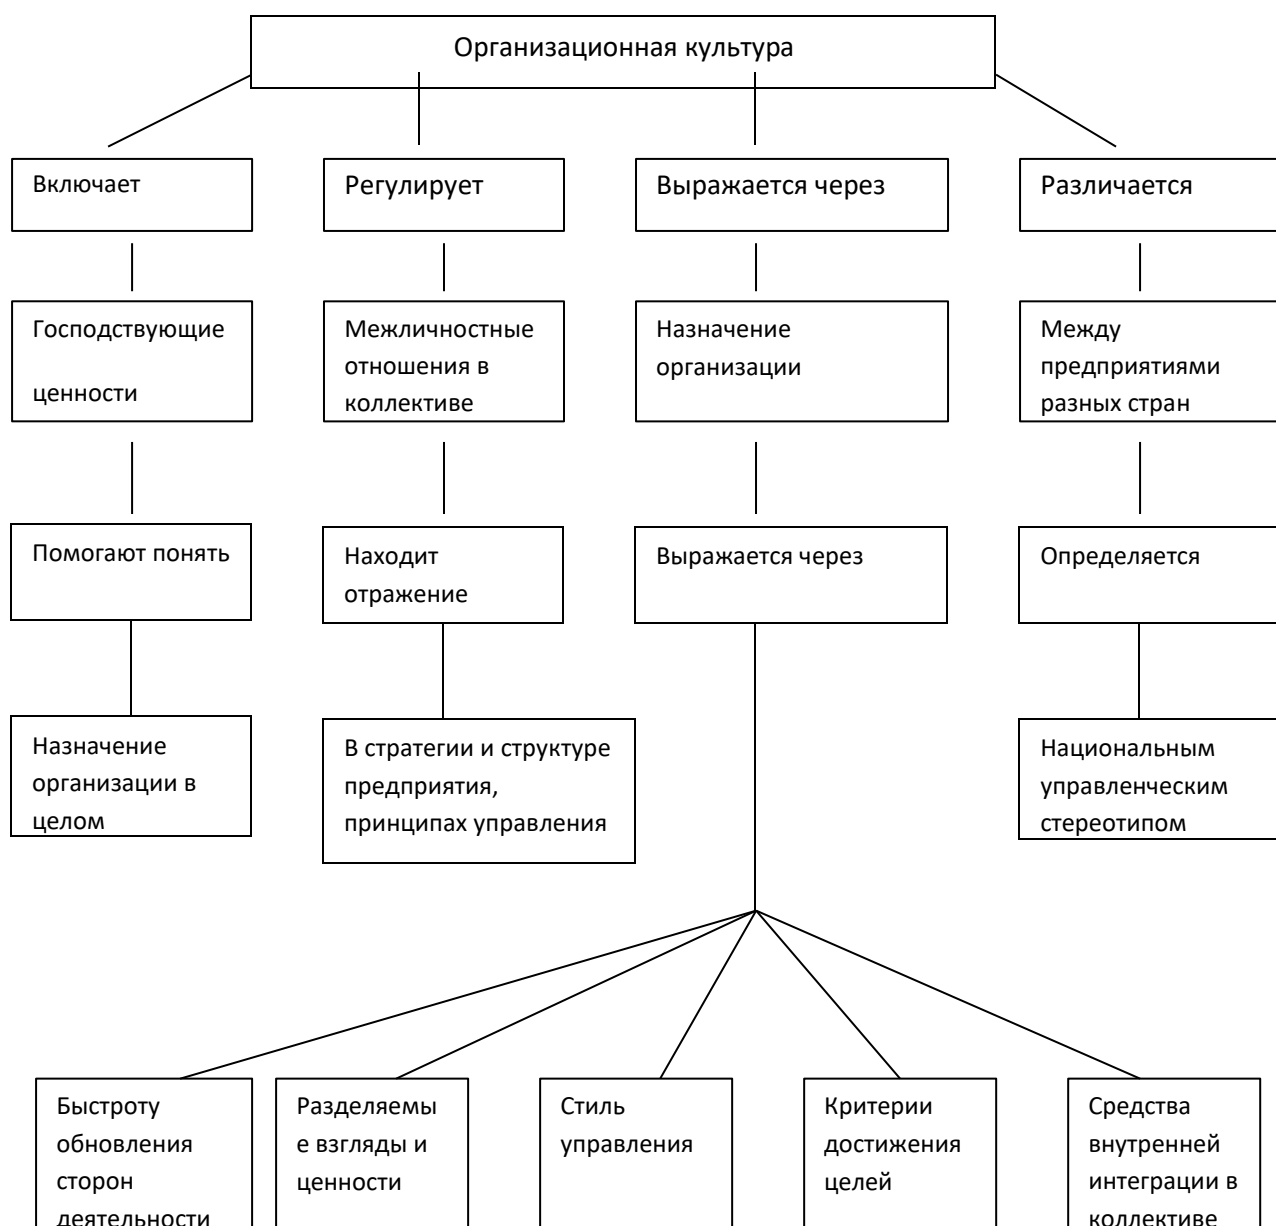 Организационная культура
Включает
Регулирует
Выражается через
Различается
Господствующие
ценности
Межличностные
отношения в
коллективе
Назначение
организации
Между
предприятиями
разных стран
Помогают понять
Находит
отражение
Выражается через
Определяется
Назначение
организации в
целом
В стратегии и структуре
предприятия,
принципах управления
Национальным
управленческим
стереотипом
Быстроту
обновления
сторон
деятельности
Разделяемы
е взгляды и
ценности
Стиль
управления
Критерии
достижения
целей
Средства
внутренней
интеграции в
коллективе